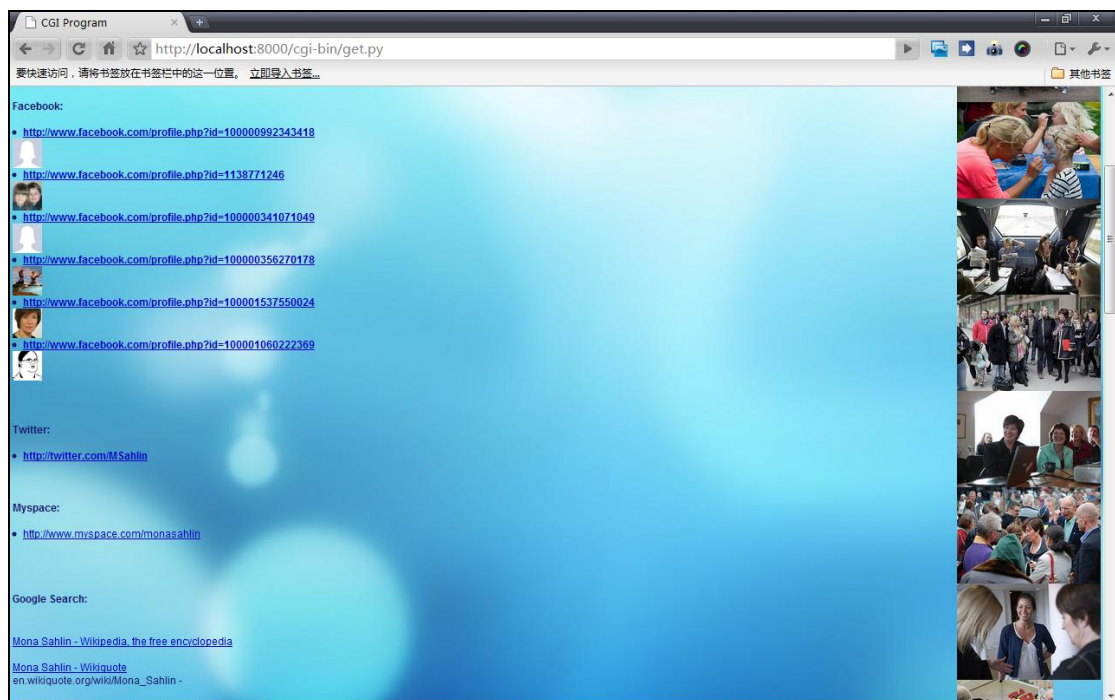 CGI Program
http://localhost:8000/cgi-bin/get.py
要快速访问，请将书签放在书签栏中的这一位置。 立即导入书签...
其他书签
Facebook:
http://www.facebook.com/profile.php?id=100000992343418
http://www.facebook.com/profile.php?id=1138771246
http://www.facebook.com/profile.php?id=100000341071049
http://www.facebook.com/profile.php?id=100000356270178
http://www.facebook.com/profile.php?id=100001537550024
http://www.facebook.com/profile.php?id=100001060222369
Twitter:
http://twitter.com/MSahlin
Myspace:
http://www.myspace.com/monasahlin
Google Search:
Mona Sahlin - Wikipedia, the free encyclopedia
Mona Sahlin - Wikiquote
en.wikiquote.org/wiki/Mona_Sahlin -